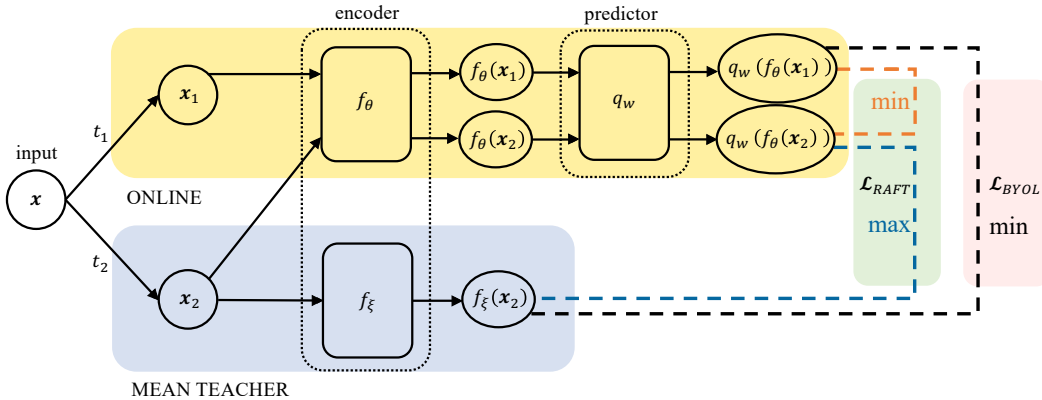 encoder
predictor
input
x
t₁
t₂
x₁
f_θ
f_θ(x₁)
f_θ(x₂)
q_w
q_w(f_θ(x₁))
q_w(f_θ(x₂))
min
ONLINE
ℒ_RAFT
max
ℒ_BYOL
min
x₂
f_ξ
f_ξ(x₂)
MEAN TEACHER